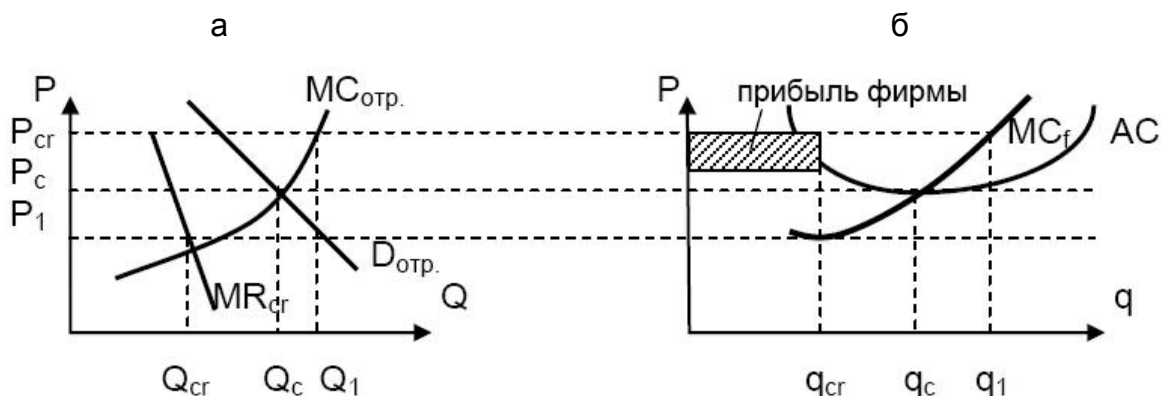 а
P
MCотр.
Pcr
Pc
P1
Dотр.
MRcr
Q
Qcr
Qc
Q1
б
P
прибыль фирмы
MCf
AC
q
qcr
qc
q1